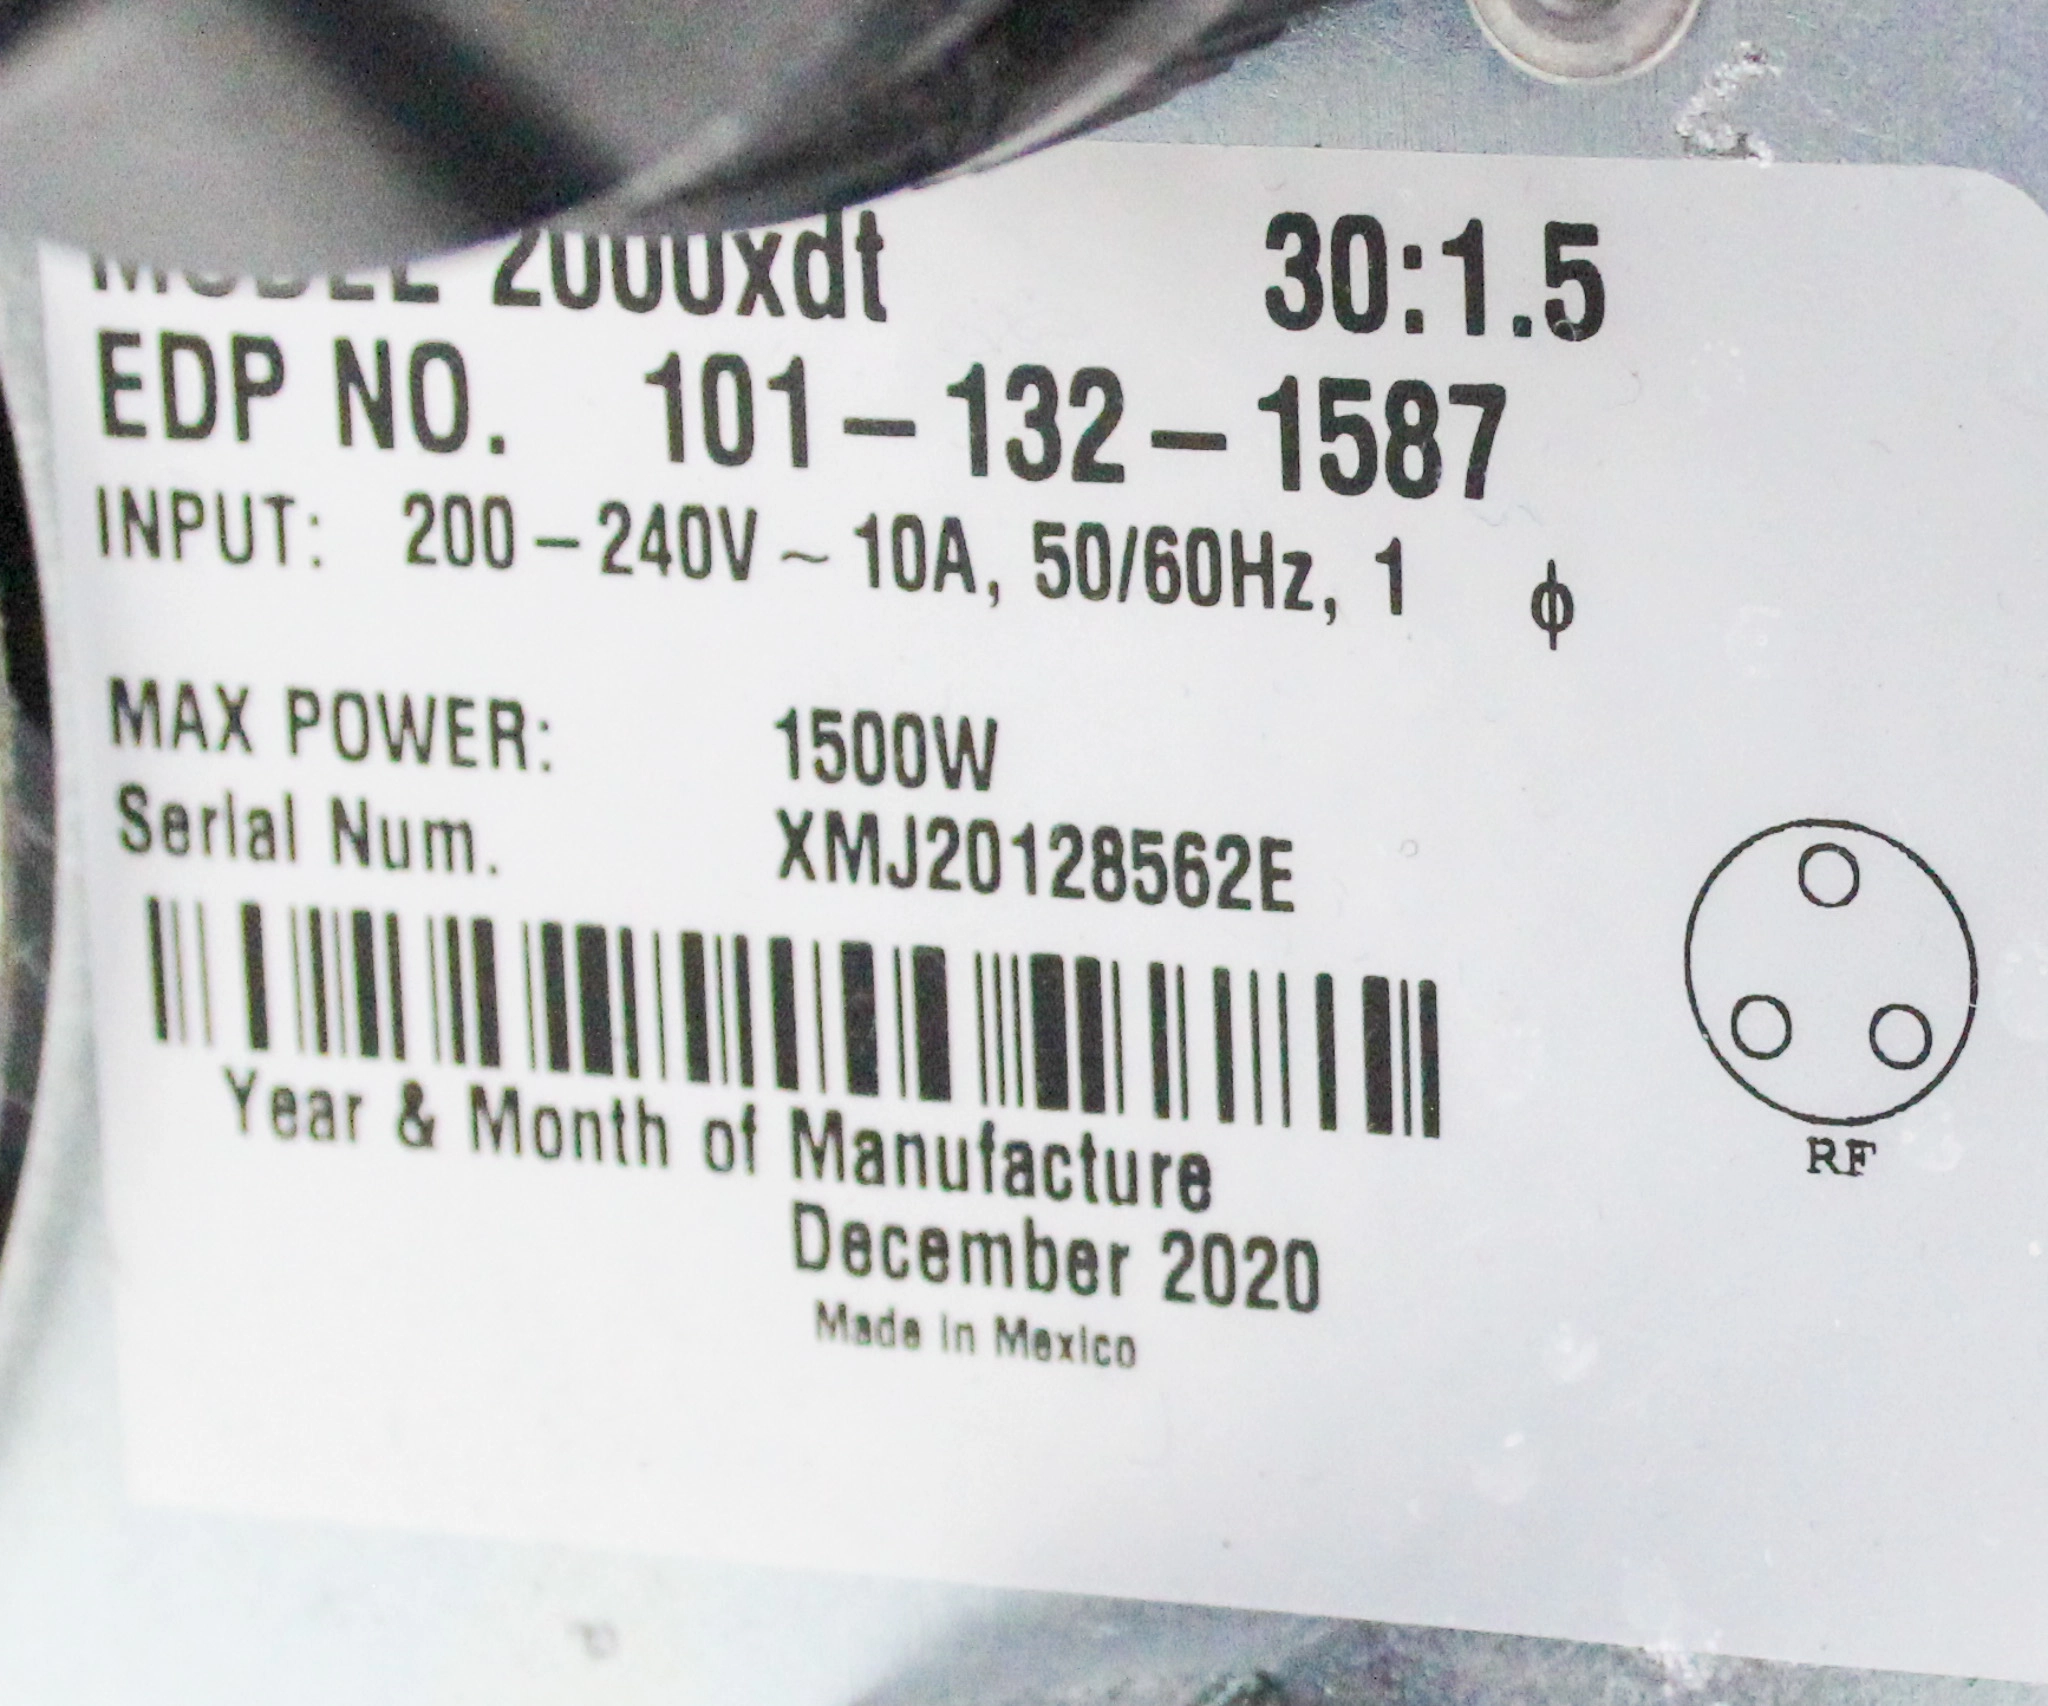 MODEL 2000xdt 30:1.5
EDP NO. 101-132-1587
INPUT: 200-240V ~ 10A, 50/60Hz, 1 ϕ
MAX POWER: 1500W
Serial Num. XMJ20128562E
Year & Month of Manufacture
December 2020
Made in Mexico
RF